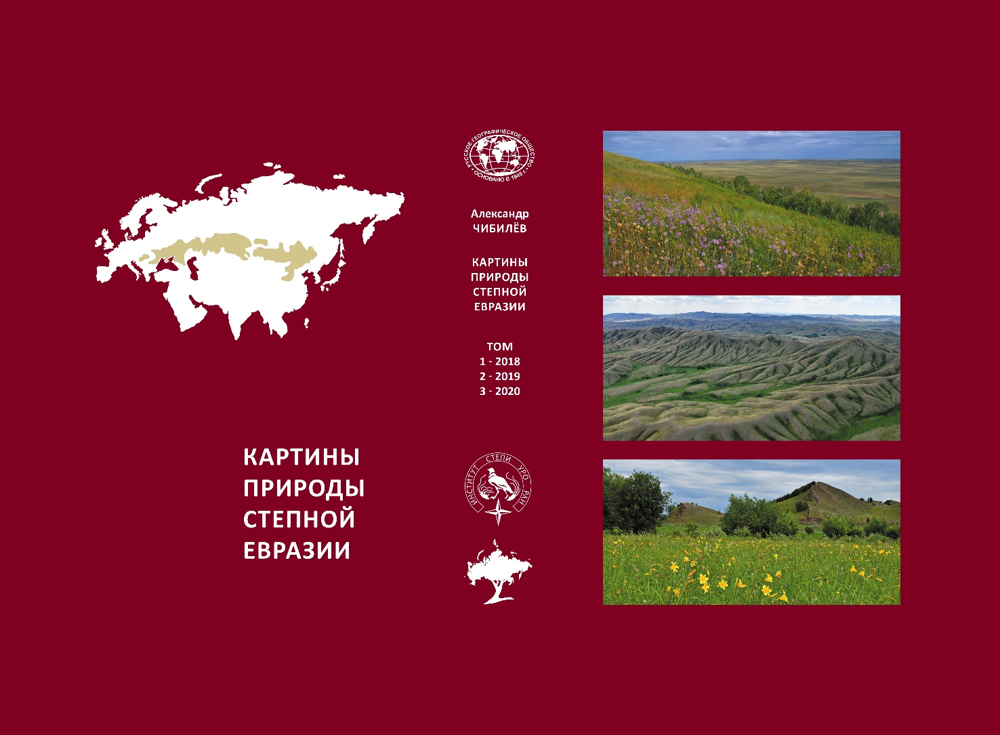 КАРТИНЫ
ПРИРОДЫ
СТЕПНОЙ
ЕВРАЗИИ
РУССКОЕ ГЕОГРАФИЧЕСКОЕ ОБЩЕСТВО
• ОСНОВАНО В 1845 г. •
Александр
ЧИБИЛЁВ
КАРТИНЫ
ПРИРОДЫ
СТЕПНОЙ
ЕВРАЗИИ
ТОМ
1 - 2018
2 - 2019
3 - 2020
ИНСТИТУТ СТЕПИ УРО РАН